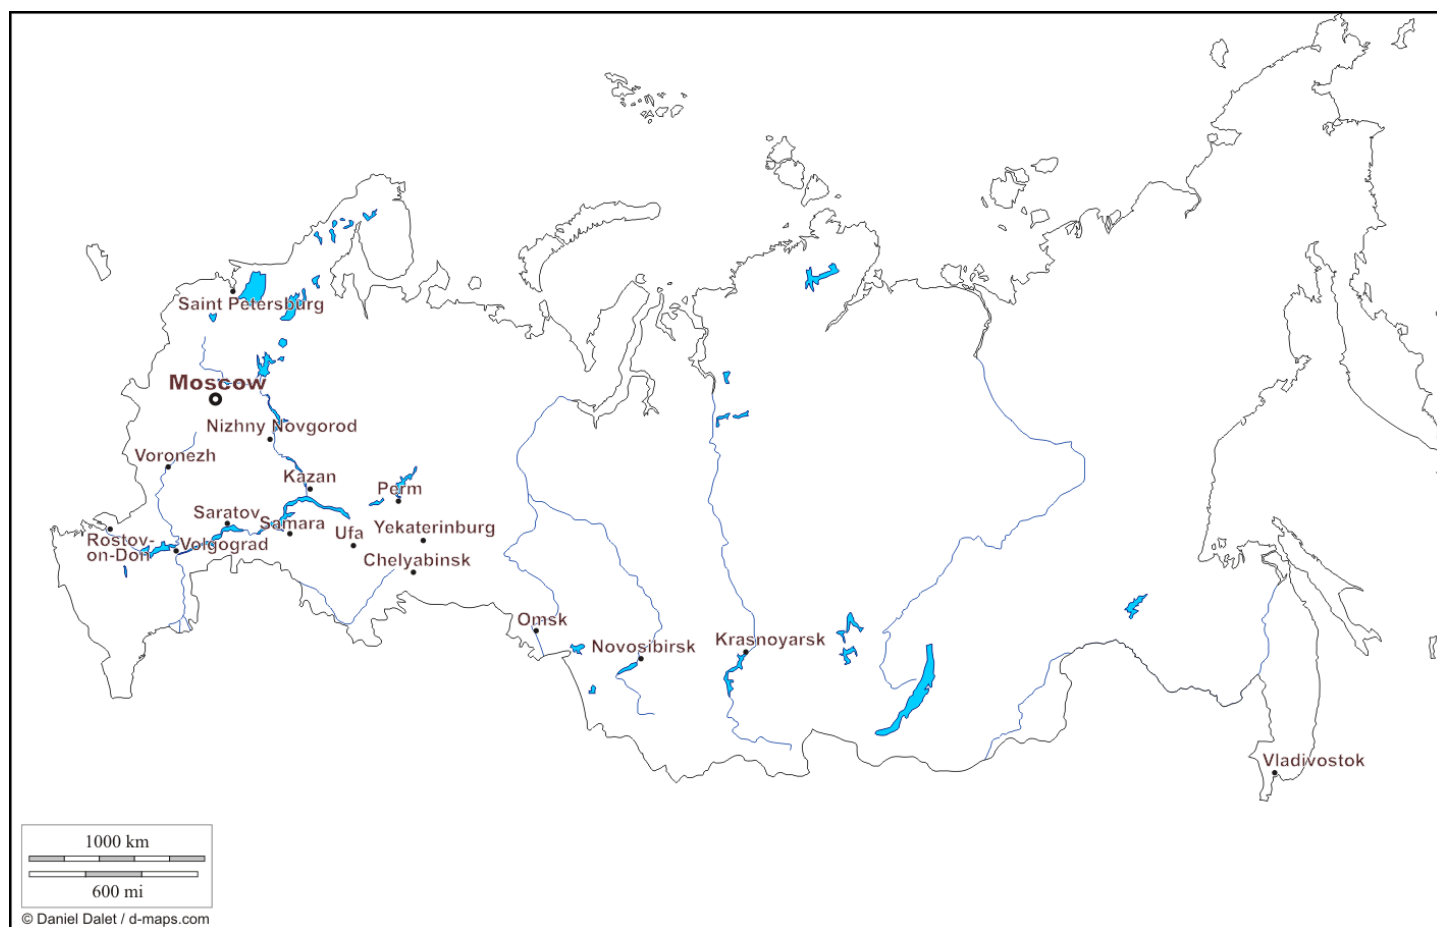 Saint Petersburg
Moscow
Nizhny Novgorod
Voronezh
Kazan
Perm
Saratov
Samara
Ufa
Yekaterinburg
Rostov-
on-Don
Volgograd
Chelyabinsk
Omsk
Novosibirsk
Krasnoyarsk
Vladivostok
1000 km
600 mi
© Daniel Dalet / d-maps.com